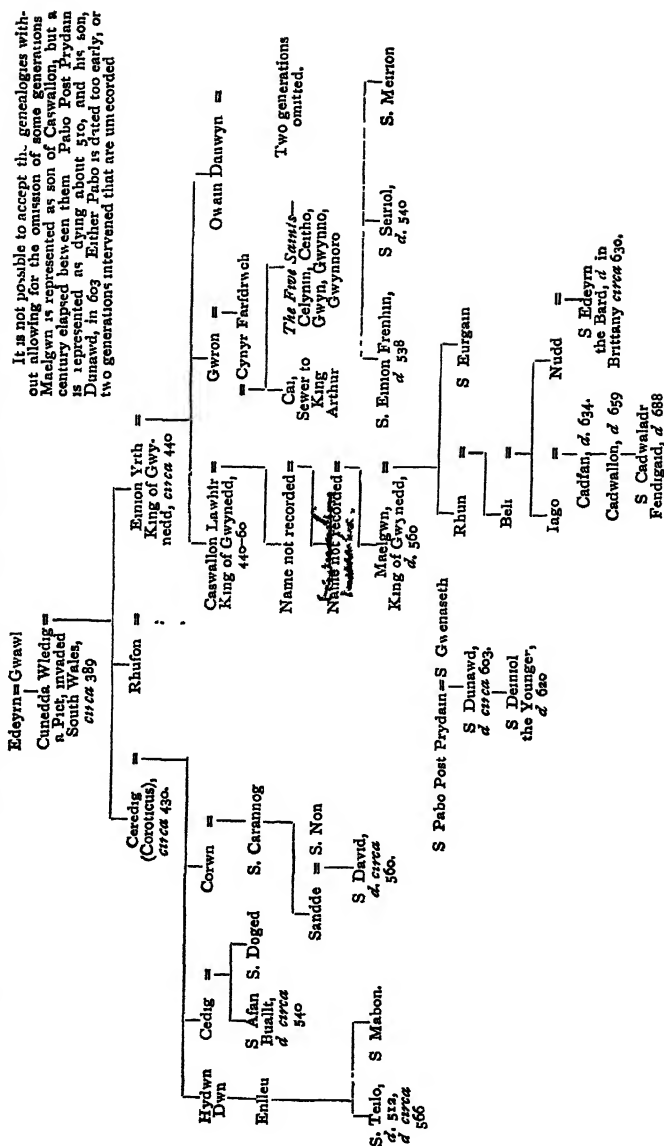 It is not possible to accept the genealogies with-
out allowing for the omission of some generations
Maelgwn is represented as son of Caswallon, but a
century elapsed between them Pabo Post Prydain
is represented as dying about 510, and his son,
Dunawd, in 603 Either Pabo is dated too early, or
two generations intervened that are unrecorded
Edeyrn=Gwawl
Cunedda Wledig =
a Pict, invaded
South Wales,
circa 389
Ceredig =
(Coroticus),
circa 430.
Rhufon =
Einion Yrth =
King of Gwy-
nedd, circa 440
Hydwn
Dwn
Cedig =
Corwn =
Caswallon Lawhir =
King of Gwynedd
440-60
Gwron =
Owain Danwyn =
Enlleu
S Afan
Buallt,
d circa
540
S. Doged
S. Carannog
Name not recorded =
Cynyr Farfdrwch
=
Two generations
omitted.
Sandde = S. Non
Name not recorded =
Cai,
Sewer to
King
Arthur
The Five Saints—
Celynin, Ceitho,
Gwyn, Gwynno,
Gwynnoro
S. Teilo,
d. 512,
d circa
566
S Mabon.
S David,
d. circa
560.
Maelgwn, =
King of Gwynedd,
d. 560
S. Einion Frenhin,
d 538
S Seiriol,
d. 540
S. Meirion
Rhun =
S Eurgain
Beli =
S Pabo Post Prydain=S Gwenaseth
S Dunawd,
d circa 603.
S Deiniol
the Younger,
d 620
Iago =
Nudd =
Cadfan, d. 634.
Cadwallon, d 659
S Cadwaladr
Fendigaid, d 688
S Edeyrn
the Bard, d in
Brittany circa 630.